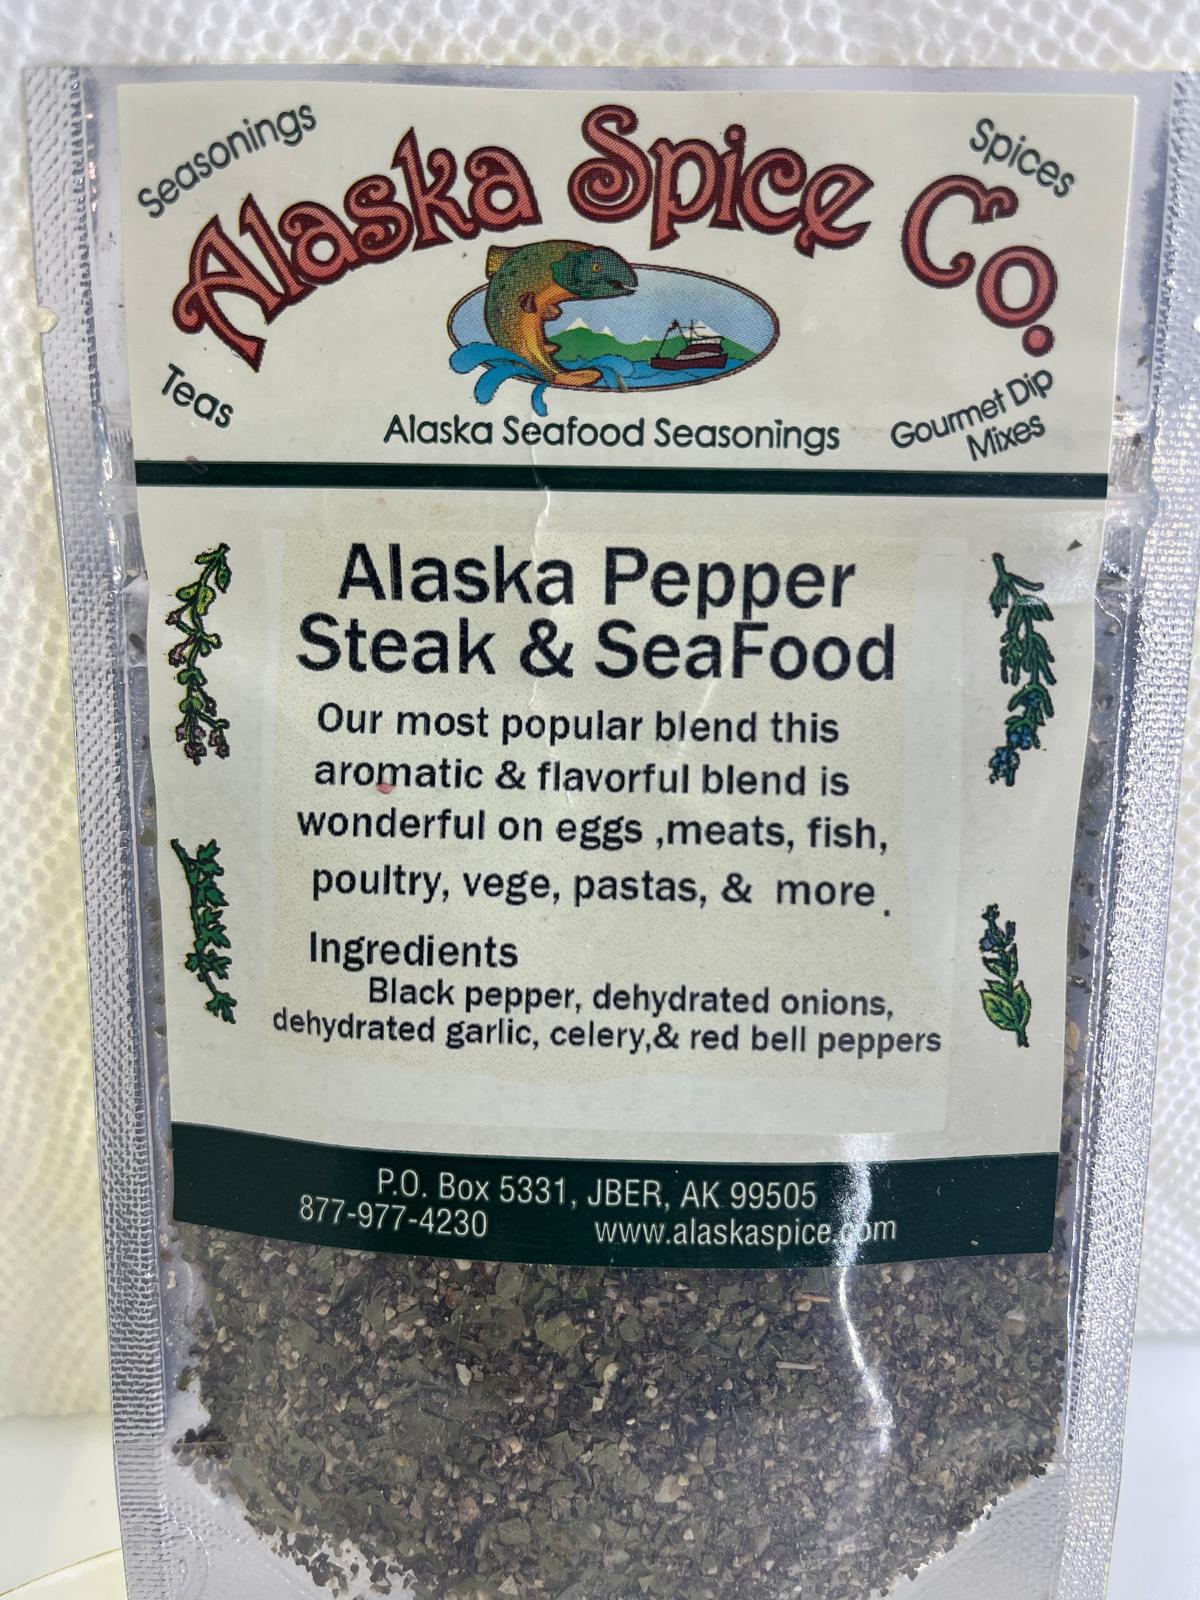 Seasonings
Spices
Alaska Spice Co.
Teas
Gourmet Dip
Mixes
Alaska Seafood Seasonings
Alaska Pepper
Steak & SeaFood
Our most popular blend this
aromatic & flavorful blend is
wonderful on eggs ,meats, fish,
poultry, vege, pastas, & more .
Ingredients
Black pepper, dehydrated onions,
dehydrated garlic, celery,& red bell peppers
P.O. Box 5331, JBER, AK 99505
877-977-4230 www.alaskaspice.com